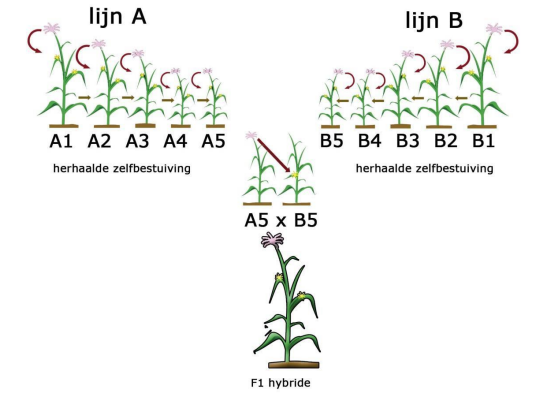 lijn A
lijn B
A1 A2 A3 A4 A5
B5 B4 B3 B2 B1
herhaalde zelfbestuiving
herhaalde zelfbestuiving
A5 x B5
F1 hybride